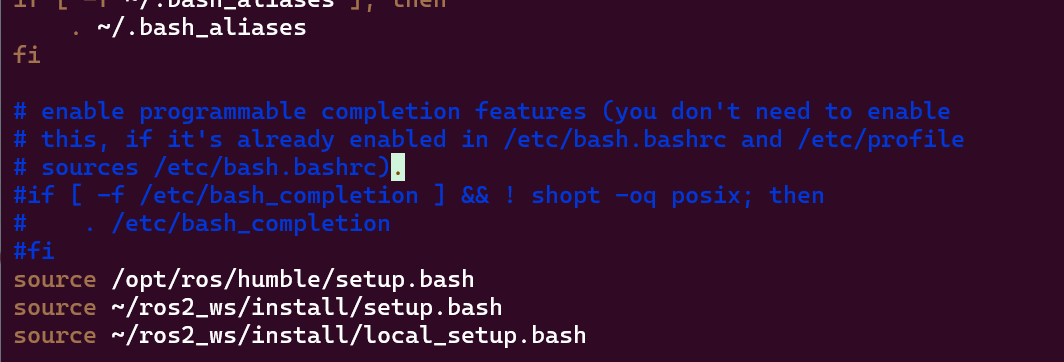 if [ -f ~/.bash_aliases ]; then
    . ~/.bash_aliases
fi
# enable programmable completion features (you don't need to enable
# this, if it's already enabled in /etc/bash.bashrc and /etc/profile
# sources /etc/bash.bashrc).
#if [ -f /etc/bash_completion ] && ! shopt -oq posix; then
#    . /etc/bash_completion
#fi
source /opt/ros/humble/setup.bash
source ~/ros2_ws/install/setup.bash
source ~/ros2_ws/install/local_setup.bash